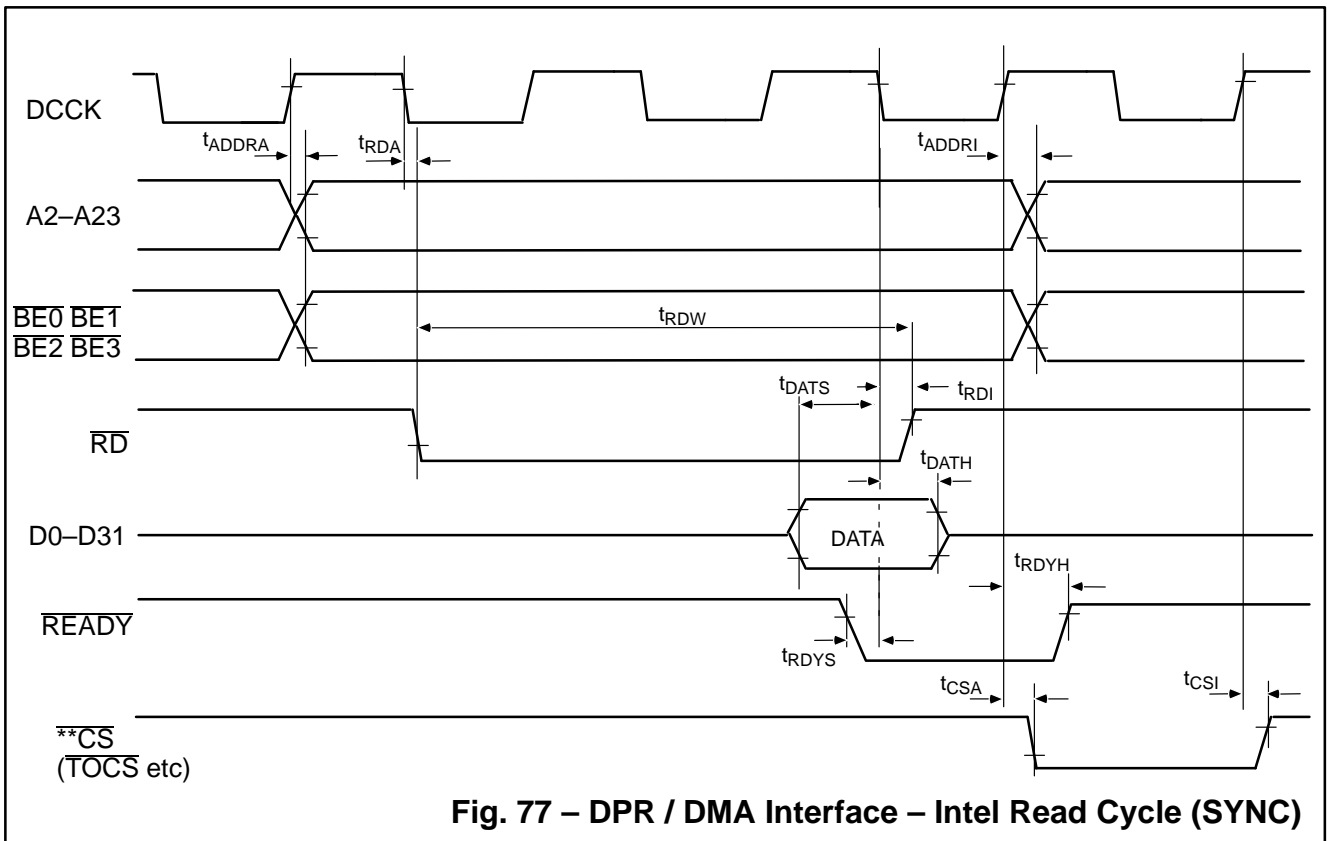 DCCK
tADDRA
tRDA
tADDRI
A2–A23
BE0 BE1
BE2 BE3
tRDW
tDATS
tRDI
RD
tDATH
D0–D31
DATA
tRDYH
READY
tRDYS
tCSA
tCSI
**CS
(TOCS etc)
Fig. 77 – DPR / DMA Interface – Intel Read Cycle (SYNC)